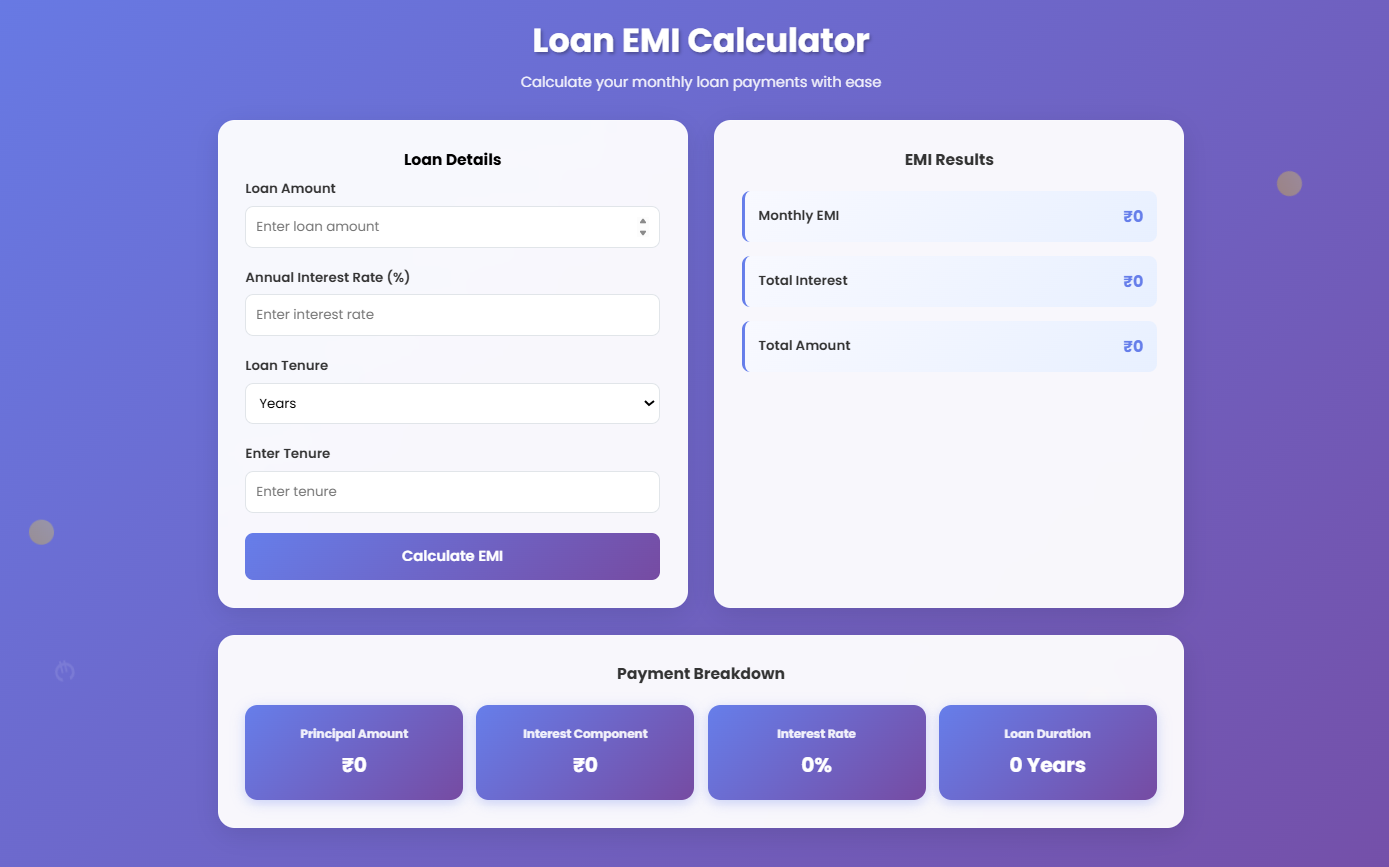 Loan EMI Calculator
Calculate your monthly loan payments with ease
Loan Details
Loan Amount
Enter loan amount
Annual Interest Rate (%)
Enter interest rate
Loan Tenure
Years
Enter Tenure
Enter tenure
Calculate EMI
EMI Results
Monthly EMI ₹0
Total Interest ₹0
Total Amount ₹0
Payment Breakdown
Principal Amount
₹0
Interest Component
₹0
Interest Rate
0%
Loan Duration
0 Years